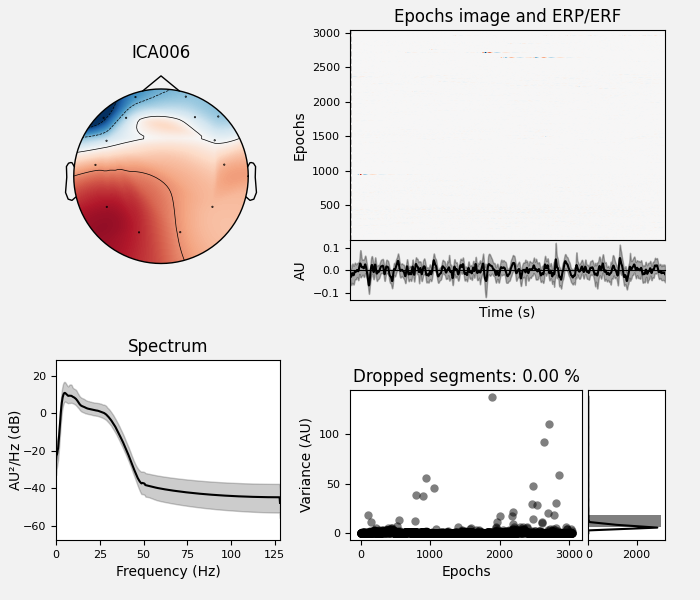 ICA006
Epochs image and ERP/ERF
3000
2500
2000
1500
1000
500
Epochs
0.1
0.0
−0.1
AU
Time (s)
Spectrum
20
0
−20
−40
−60
AU²/Hz (dB)
0 25 50 75 100 125
Frequency (Hz)
Dropped segments: 0.00 %
100
50
0
Variance (AU)
0 1000 2000 3000
Epochs
0 2000